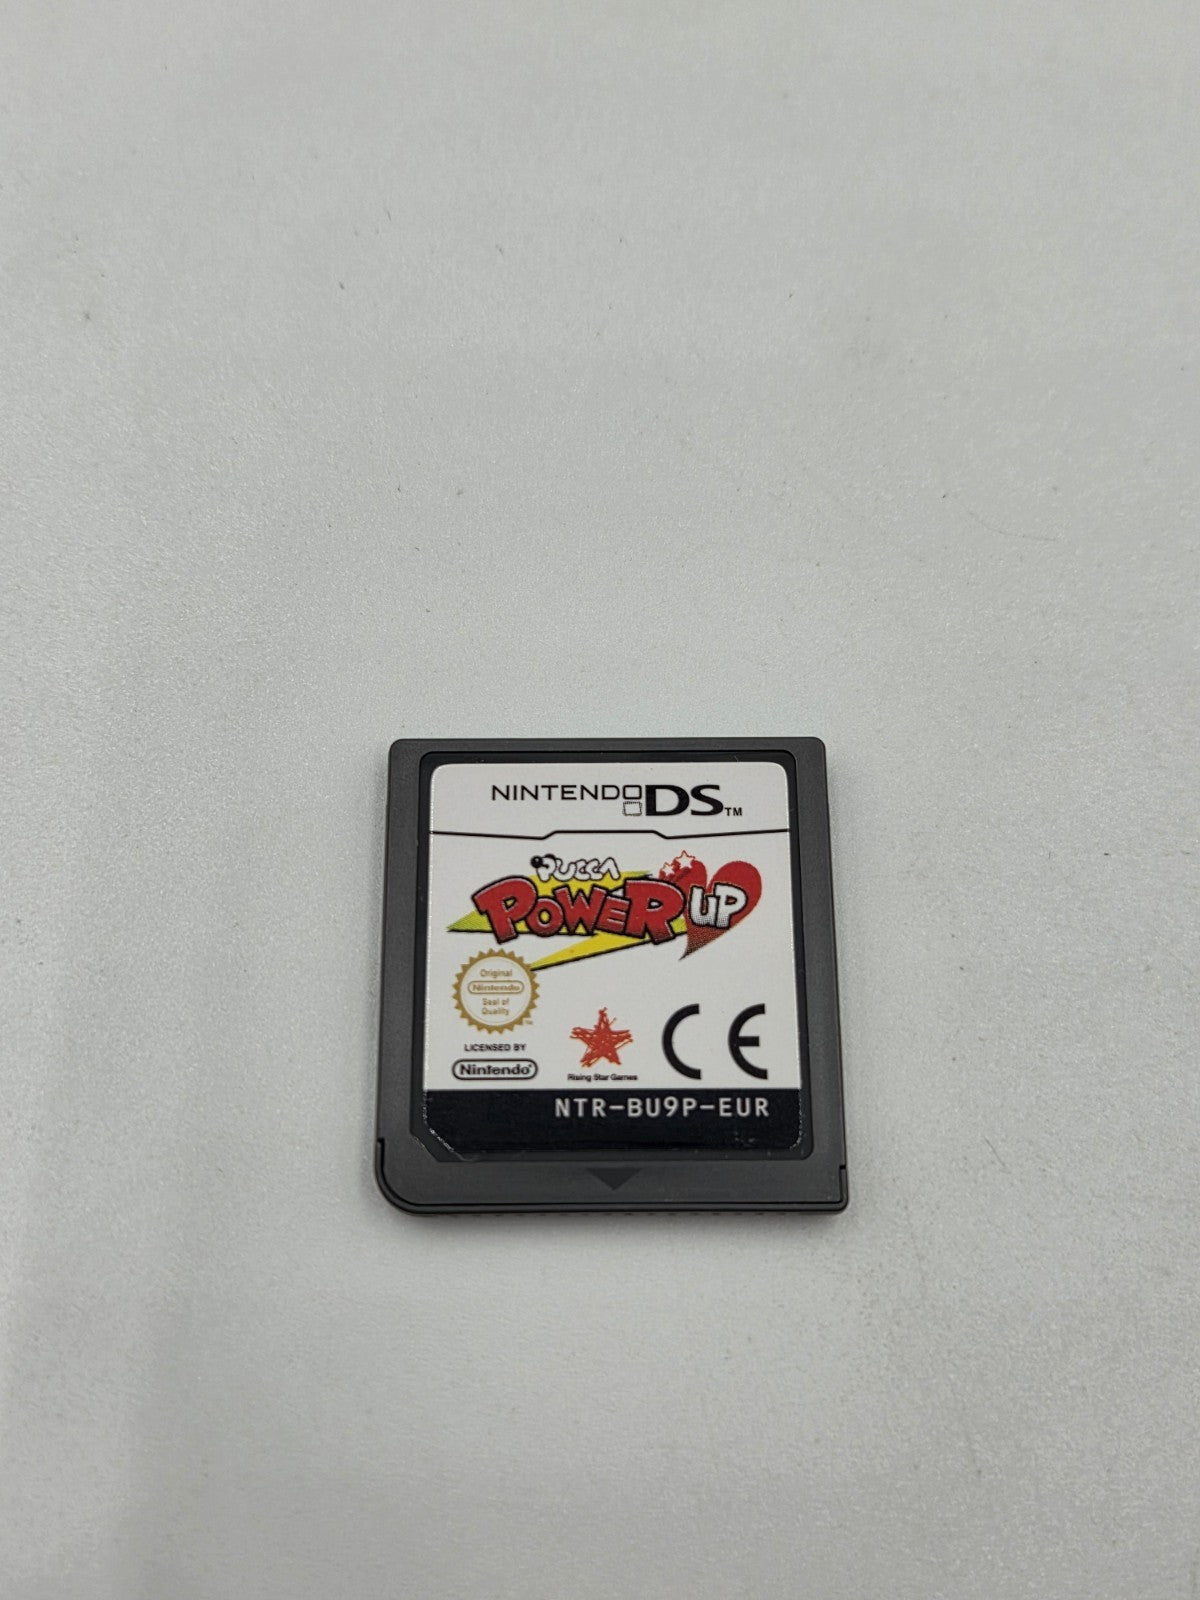 NINTENDO DS™
PUCCA
POWER UP
Original
Nintendo
Seal of
Quality
™
LICENSED BY
Nintendo®
Rising Star Games
CE
NTR-BU9P-EUR